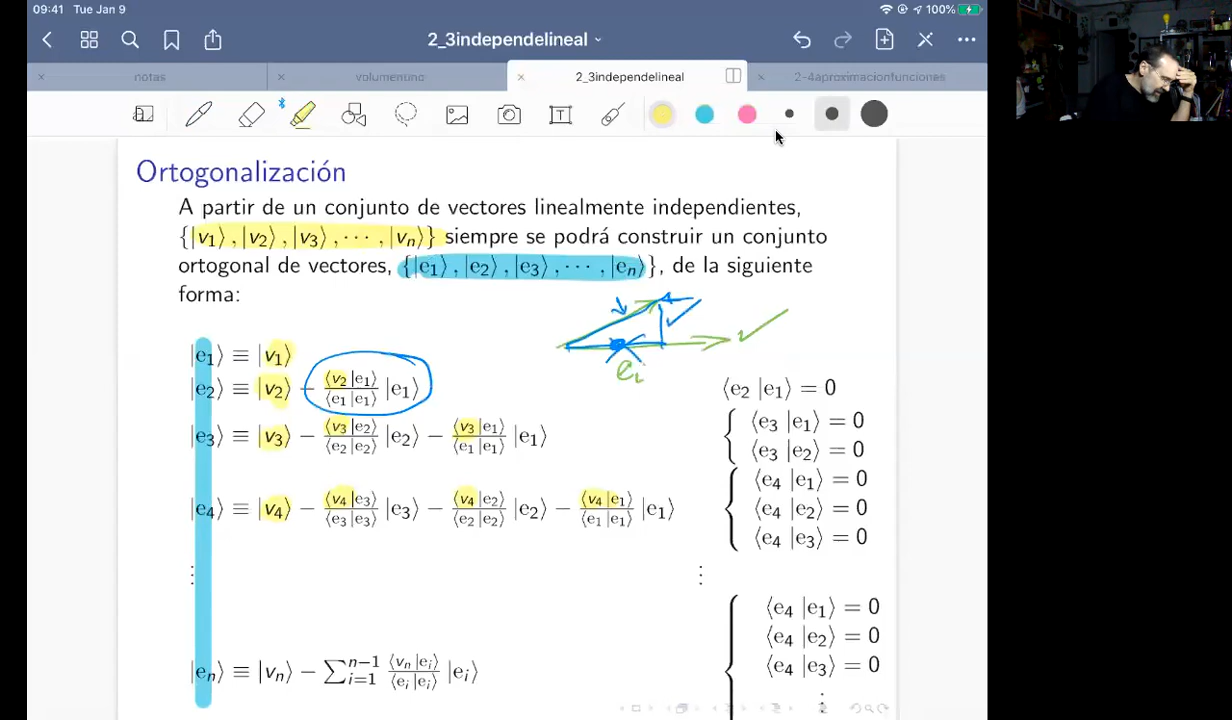 09:41 Tue Jan 9
100%
2_3independelineal
notas
volumenuno
2_3independelineal
2-4aproximacionfunciones
Ortogonalización
A partir de un conjunto de vectores linealmente independientes,
{|v₁⟩, |v₂⟩, |v₃⟩, ⋯, |vₙ⟩} siempre se podrá construir un conjunto
ortogonal de vectores, {|e₁⟩, |e₂⟩, |e₃⟩, ⋯, |eₙ⟩}, de la siguiente
forma:
eᵢ
|e₁⟩ ≡ |v₁⟩
|e₂⟩ ≡ |v₂⟩ − ⟨v₂|e₁⟩/⟨e₁|e₁⟩ |e₁⟩ ⟨e₂|e₁⟩ = 0
|e₃⟩ ≡ |v₃⟩ − ⟨v₃|e₂⟩/⟨e₂|e₂⟩ |e₂⟩ − ⟨v₃|e₁⟩/⟨e₁|e₁⟩ |e₁⟩
⟨e₃|e₁⟩ = 0
⟨e₃|e₂⟩ = 0
|e₄⟩ ≡ |v₄⟩ − ⟨v₄|e₃⟩/⟨e₃|e₃⟩ |e₃⟩ − ⟨v₄|e₂⟩/⟨e₂|e₂⟩ |e₂⟩ − ⟨v₄|e₁⟩/⟨e₁|e₁⟩ |e₁⟩
⟨e₄|e₁⟩ = 0
⟨e₄|e₂⟩ = 0
⟨e₄|e₃⟩ = 0
⋮ ⋮
|eₙ⟩ ≡ |vₙ⟩ − ∑ᵢ₌₁ⁿ⁻¹ ⟨vₙ|eᵢ⟩/⟨eᵢ|eᵢ⟩ |eᵢ⟩
⟨e₄|e₁⟩ = 0
⟨e₄|e₂⟩ = 0
⟨e₄|e₃⟩ = 0
⋮